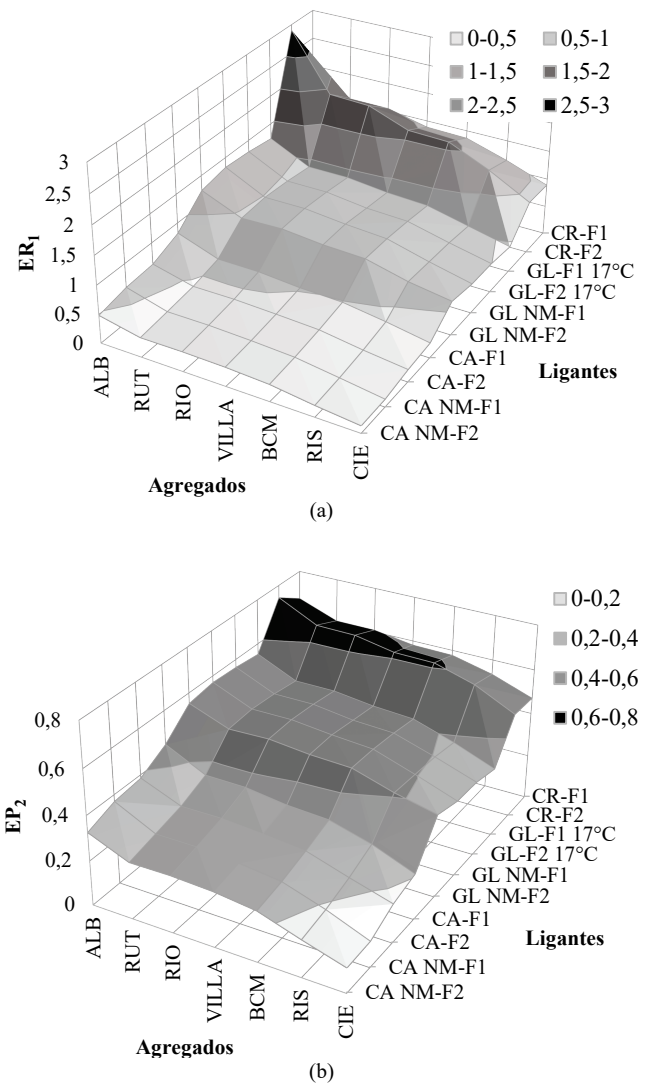 0-0,5 0,5-1
1-1,5 1,5-2
2-2,5 2,5-3
3
2,5
2
1,5
1
0,5
0
ER1
ALB
RUT
RIO
VILLA
BCM
RIS
CIE
Agregados
CR-F1
CR-F2
GL-F1 17°C
GL-F2 17°C
GL NM-F1
GL NM-F2
CA-F1
CA-F2
CA NM-F1
CA NM-F2
Ligantes
(a)
0-0,2
0,2-0,4
0,4-0,6
0,6-0,8
0,8
0,6
0,4
0,2
0
EP2
ALB
RUT
RIO
VILLA
BCM
RIS
CIE
Agregados
CR-F1
CR-F2
GL-F1 17°C
GL-F2 17°C
GL NM-F1
GL NM-F2
CA-F1
CA-F2
CA NM-F1
CA NM-F2
Ligantes
(b)